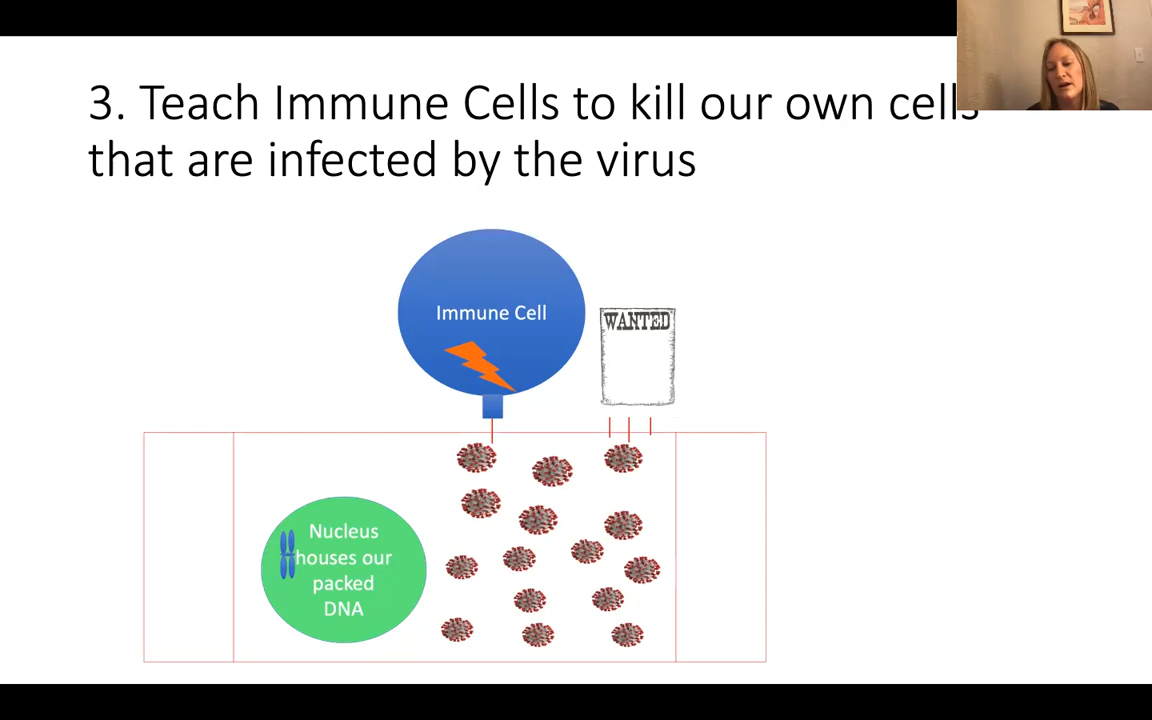 3. Teach Immune Cells to kill our own cells
that are infected by the virus
Immune Cell
WANTED
Nucleus
houses our
packed
DNA